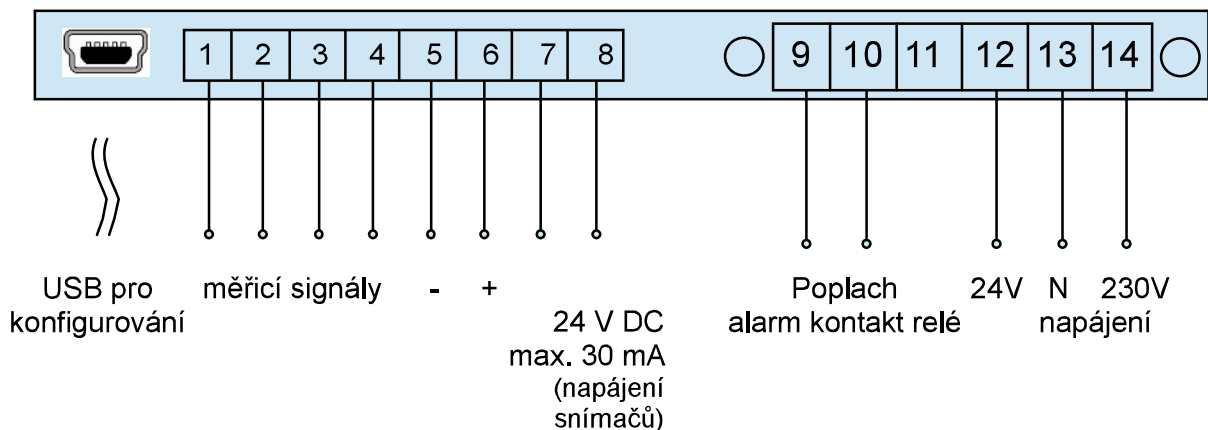 1 2 3 4 5 6 7 8
9 10 11 12 13 14
USB pro
konfigurování
měřicí signály
- +
24 V DC
max. 30 mA
(napájení
snímačů)
Poplach
alarm kontakt relé
24V N 230V
napájení